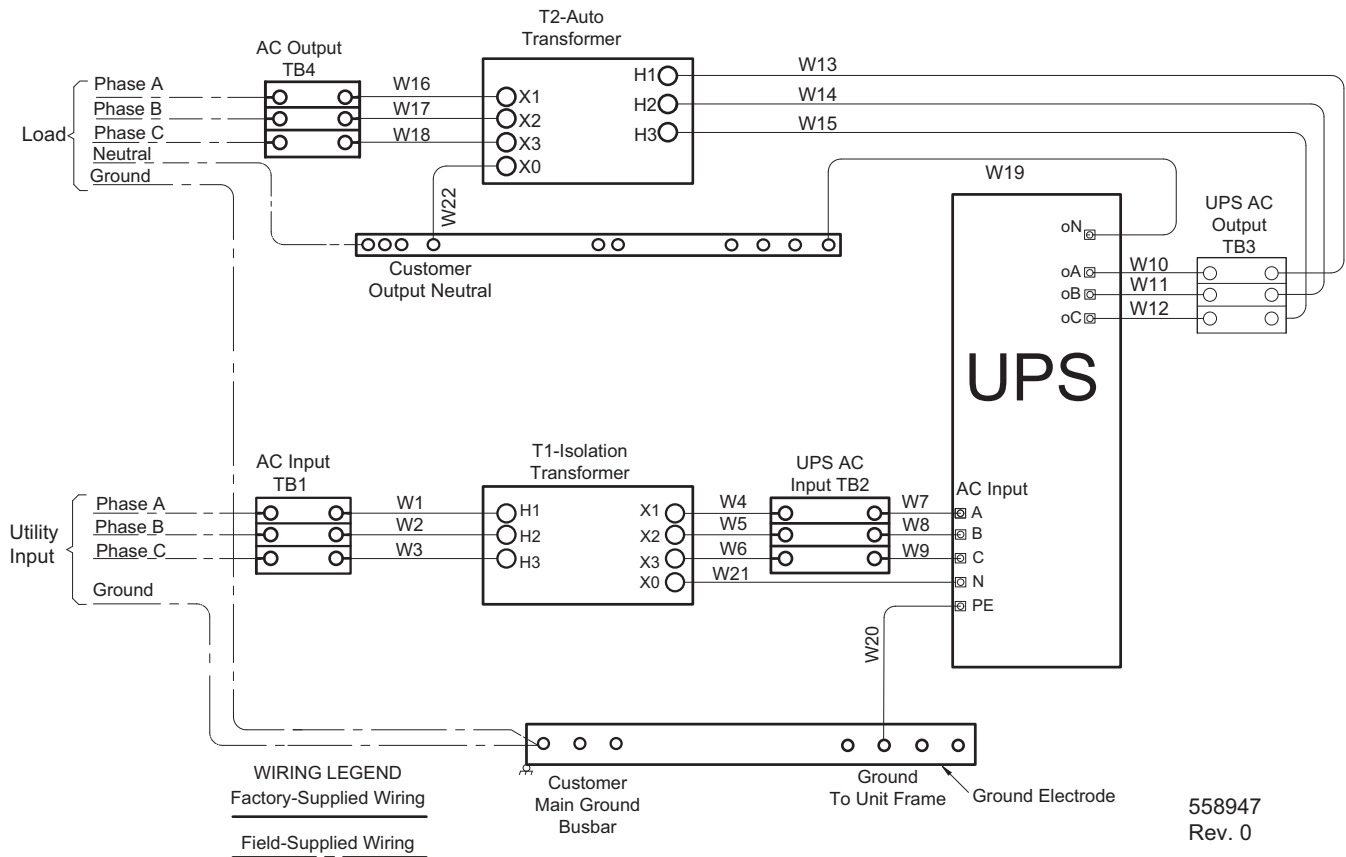 T2-Auto
Transformer
AC Output
TB4
Load
Phase A
Phase B
Phase C
Neutral
Ground
W16
W17
W18
X1
X2
X3
X0
H1
H2
H3
W13
W14
W15
W22
W19
Customer
Output Neutral
UPS AC
Output
TB3
oN
oA
oB
oC
W10
W11
W12
UPS
AC Input
TB1
T1-Isolation
Transformer
UPS AC
Input TB2
Utility
Input
Phase A
Phase B
Phase C
Ground
W1
W2
W3
H1
H2
H3
X1
X2
X3
X0
W4
W5
W6
W21
W7
W8
W9
AC Input
A
B
C
N
PE
W20
WIRING LEGEND
Factory-Supplied Wiring
Field-Supplied Wiring
Customer
Main Ground
Busbar
Ground
To Unit Frame
Ground Electrode
558947
Rev. 0